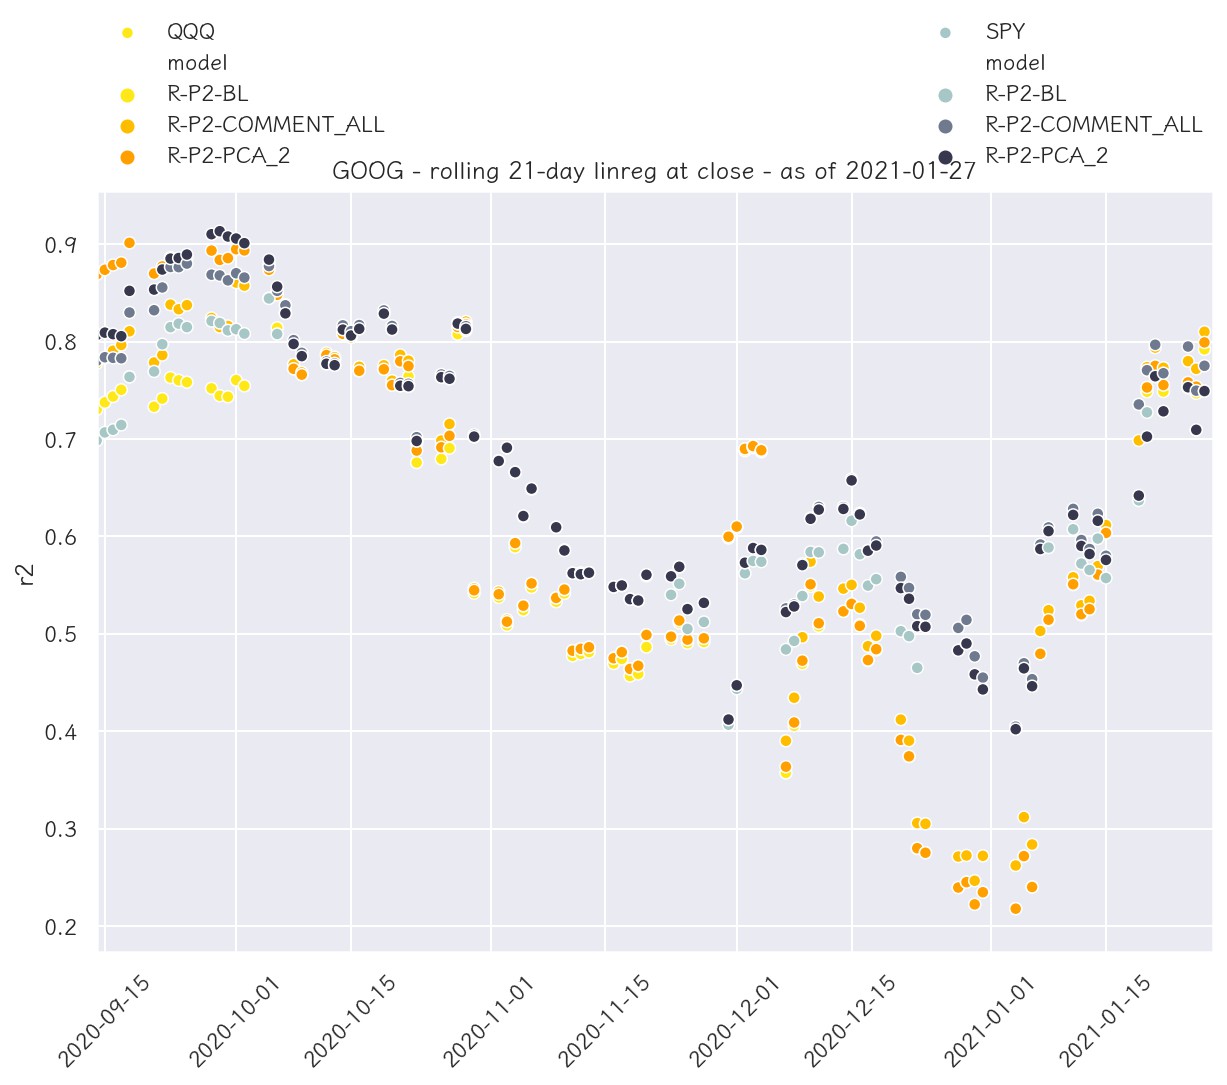 QQQ
model
R-P2-BL
R-P2-COMMENT_ALL
R-P2-PCA_2
SPY
model
R-P2-BL
R-P2-COMMENT_ALL
R-P2-PCA_2
GOOG - rolling 21-day linreg at close - as of 2021-01-27
0.9
0.8
0.7
0.6
0.5
0.4
0.3
0.2
r2
2020-09-15
2020-10-01
2020-10-15
2020-11-01
2020-11-15
2020-12-01
2020-12-15
2021-01-01
2021-01-15